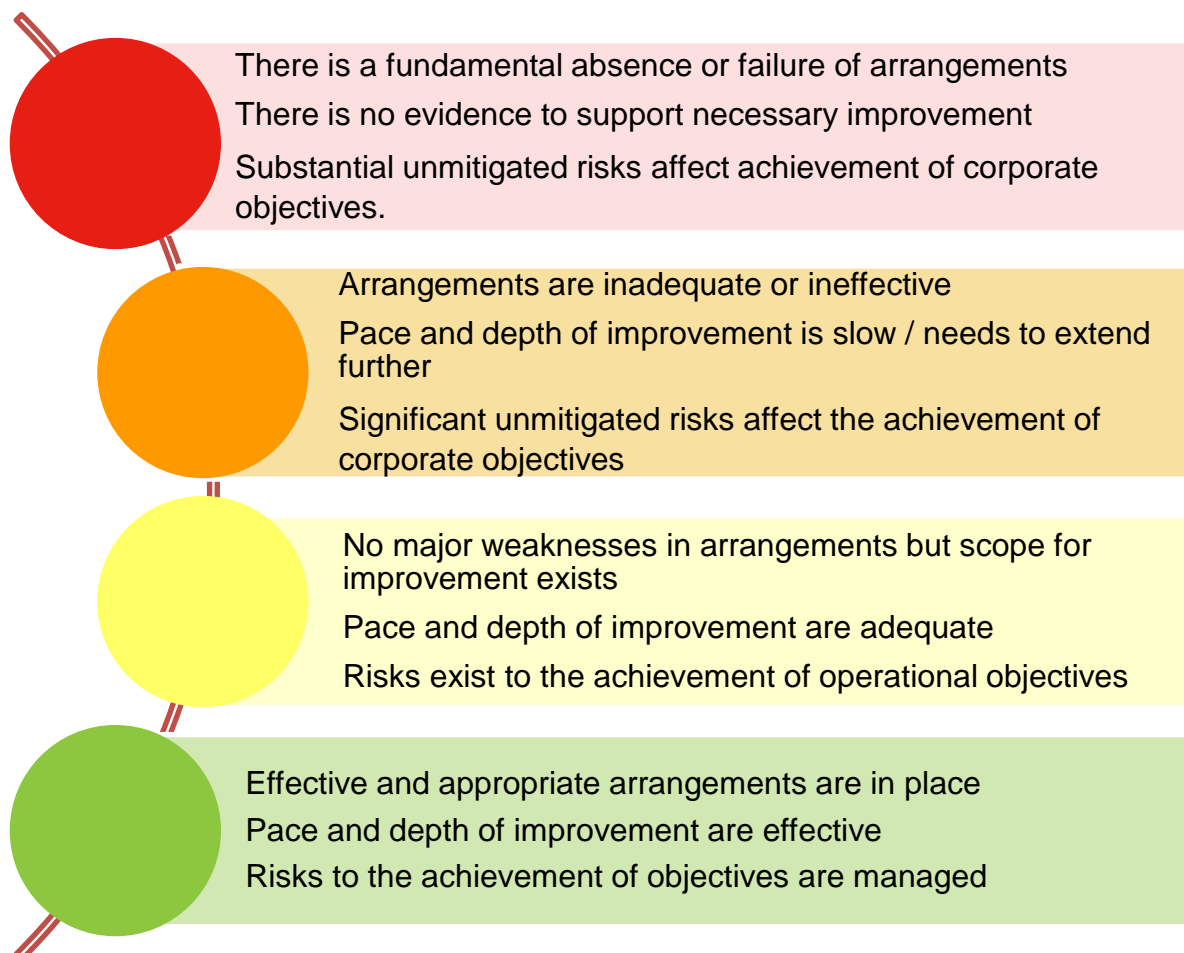 There is a fundamental absence or failure of arrangements
There is no evidence to support necessary improvement
Substantial unmitigated risks affect achievement of corporate
objectives.
Arrangements are inadequate or ineffective
Pace and depth of improvement is slow / needs to extend
further
Significant unmitigated risks affect the achievement of
corporate objectives
No major weaknesses in arrangements but scope for
improvement exists
Pace and depth of improvement are adequate
Risks exist to the achievement of operational objectives
Effective and appropriate arrangements are in place
Pace and depth of improvement are effective
Risks to the achievement of objectives are managed